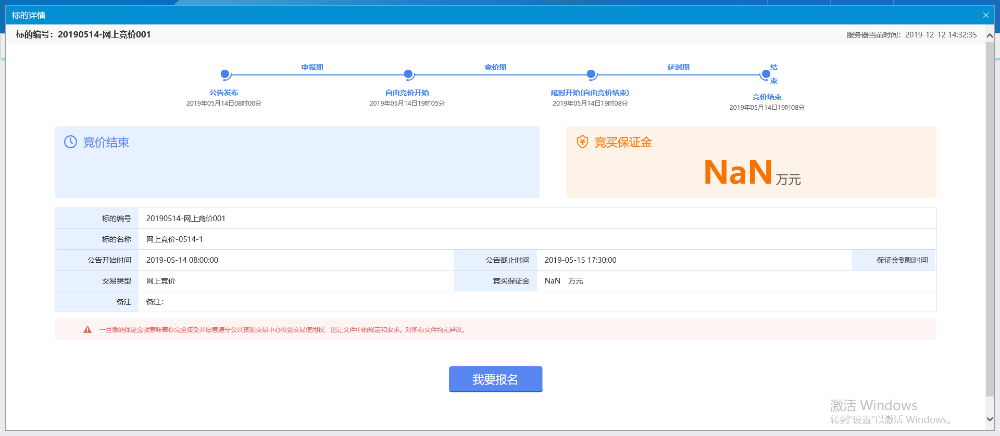 标的详情
标的编号：20190514-网上竞价001
服务器当前时间：2019-12-12 14:32:35
申报期
竞价期
延时期
结
束
公告发布
2019年05月14日08时00分
自由竞价开始
2019年05月14日19时05分
延时开始(自由竞价结束)
2019年05月14日19时08分
竞价结束
2019年05月14日19时08分
竞价结束
竞买保证金
NaN 万元
标的编号 20190514-网上竞价001
标的名称 网上竞价-0514-1
公告开始时间 2019-05-14 08:00:00 公告截止时间 2019-05-15 17:30:00 保证金到账时间
交易类型 网上竞价 竞买保证金 NaN 万元
备注 备注：
一旦缴纳保证金就意味着你完全接受并愿意遵守公共资源交易中心权益交易使用权，出让文件中的规定和要求。对所有文件均无异议。
我要报名
激活 Windows
转到“设置”以激活 Windows。